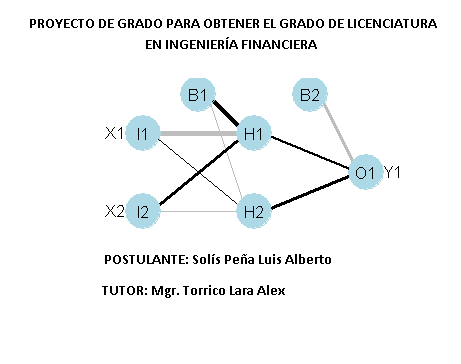 PROYECTO DE GRADO PARA OBTENER EL GRADO DE LICENCIATURA
EN INGENIERÍA FINANCIERA
B1 B2
X1 I1 H1
O1 Y1
X2 I2 H2
POSTULANTE: Solís Peña Luis Alberto
TUTOR: Mgr. Torrico Lara Alex